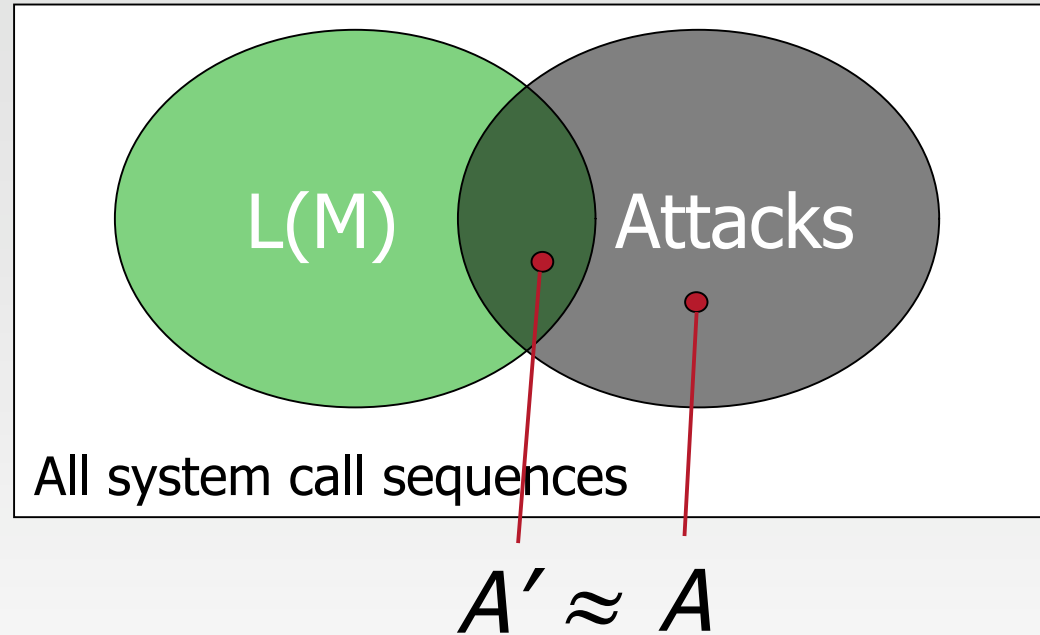 L(M) Attacks
All system call sequences
A′ ≈ A